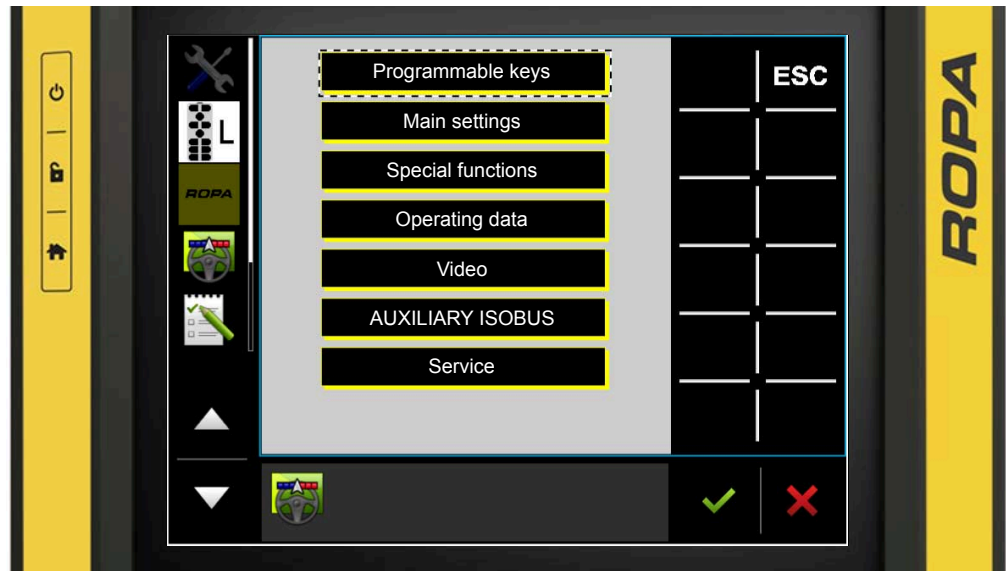 Programmable keys
ESC
Main settings
L
Special functions
ROPA
Operating data
Video
AUXILIARY ISOBUS
Service
ROPA